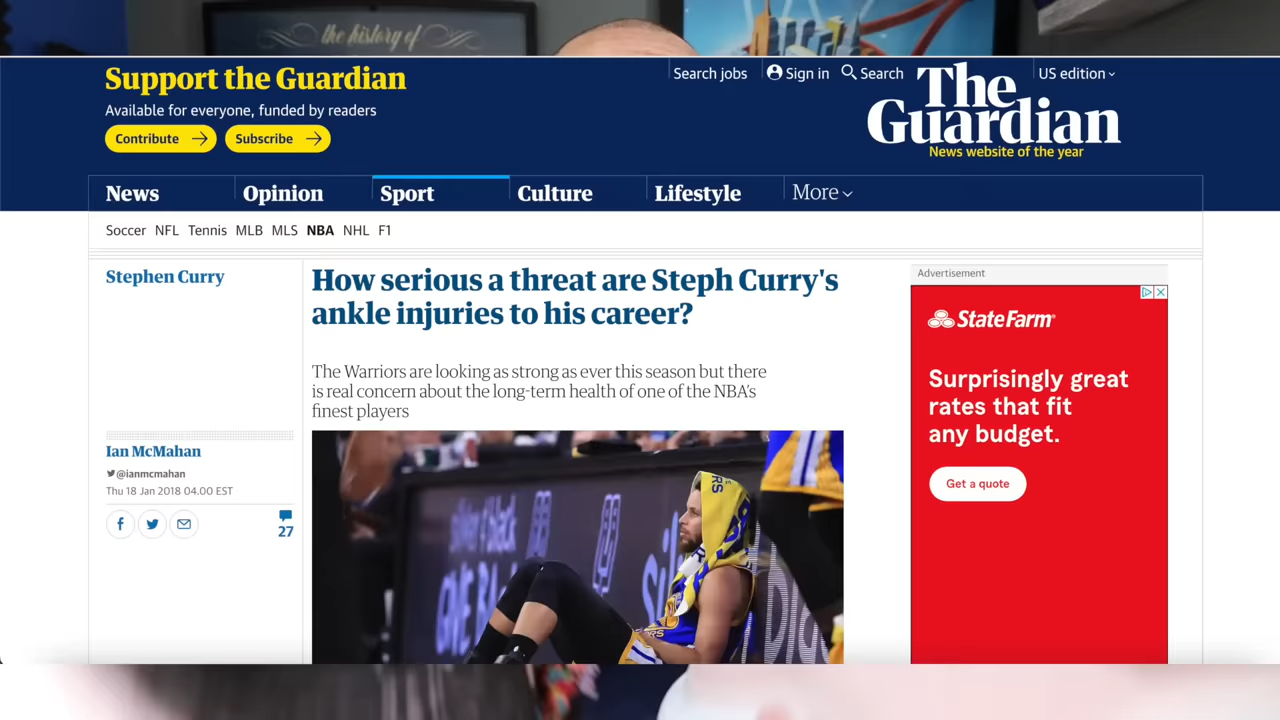 the history of
Support the Guardian
Available for everyone, funded by readers
Contribute
Subscribe
Search jobs
Sign in
Search
US edition
The
Guardian
News website of the year
News
Opinion
Sport
Culture
Lifestyle
More
Soccer NFL Tennis MLB MLS NBA NHL F1
Stephen Curry
How serious a threat are Steph Curry's
ankle injuries to his career?
The Warriors are looking as strong as ever this season but there
is real concern about the long-term health of one of the NBA's
finest players
Ian McMahan
@ianmcmahan
Thu 18 Jan 2018 04.00 EST
27
Advertisement
StateFarm
Surprisingly great
rates that fit
any budget.
Get a quote